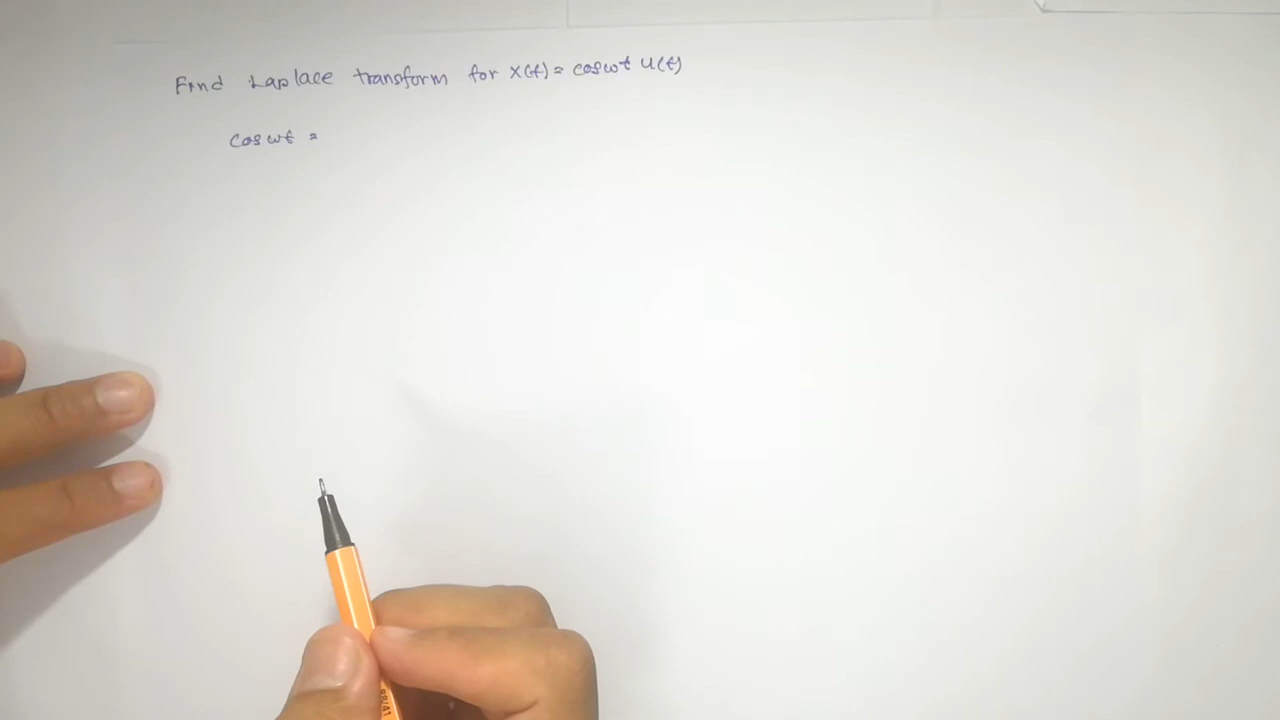 Find Laplace transform for x(t) = cosωt u(t)
cosωt =